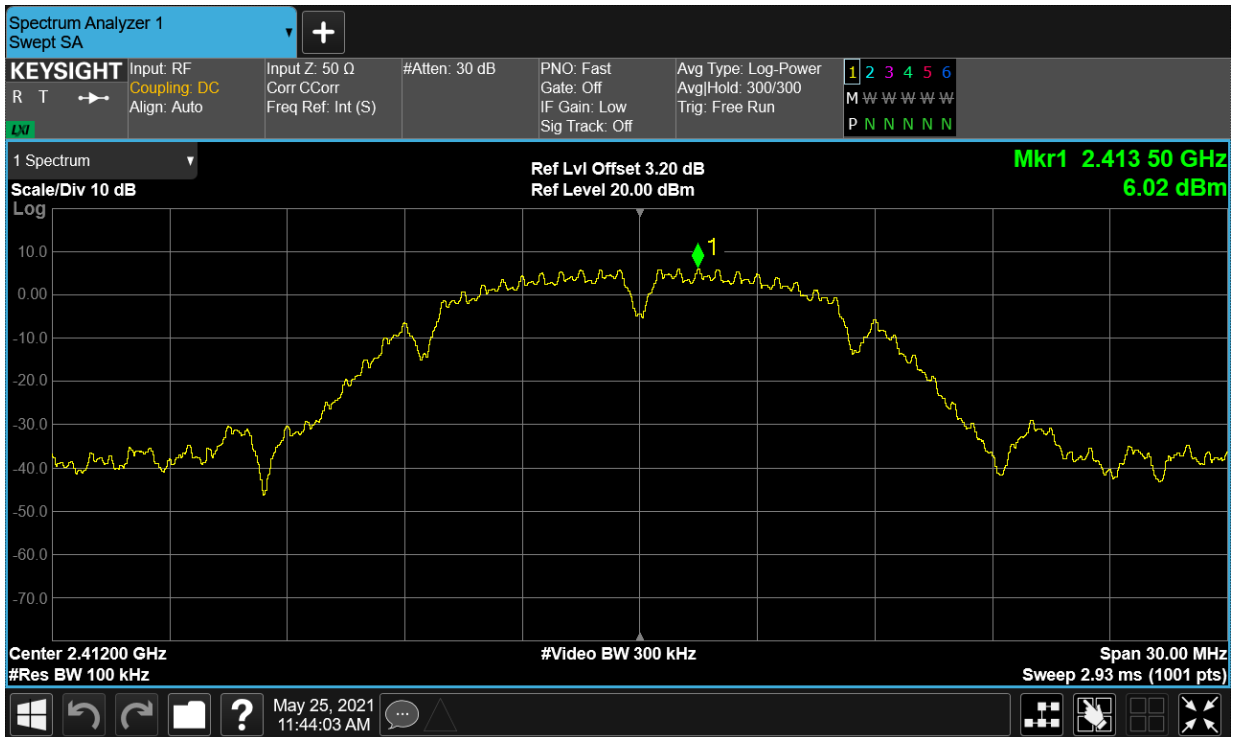 Spectrum Analyzer 1
Swept SA
KEYSIGHT
R T
LXI
Input: RF
Coupling: DC
Align: Auto
Input Z: 50 Ω
Corr CCorr
Freq Ref: Int (S)
#Atten: 30 dB
PNO: Fast
Gate: Off
IF Gain: Low
Sig Track: Off
Avg Type: Log-Power
Avg|Hold: 300/300
Trig: Free Run
1 2 3 4 5 6
M W W W W W
P N N N N N
1 Spectrum
Scale/Div 10 dB
Ref Lvl Offset 3.20 dB
Ref Level 20.00 dBm
Mkr1 2.413 50 GHz
6.02 dBm
Log
1
10.0
0.00
-10.0
-20.0
-30.0
-40.0
-50.0
-60.0
-70.0
Center 2.41200 GHz
#Video BW 300 kHz
Span 30.00 MHz
#Res BW 100 kHz
Sweep 2.93 ms (1001 pts)
?
May 25, 2021
11:44:03 AM